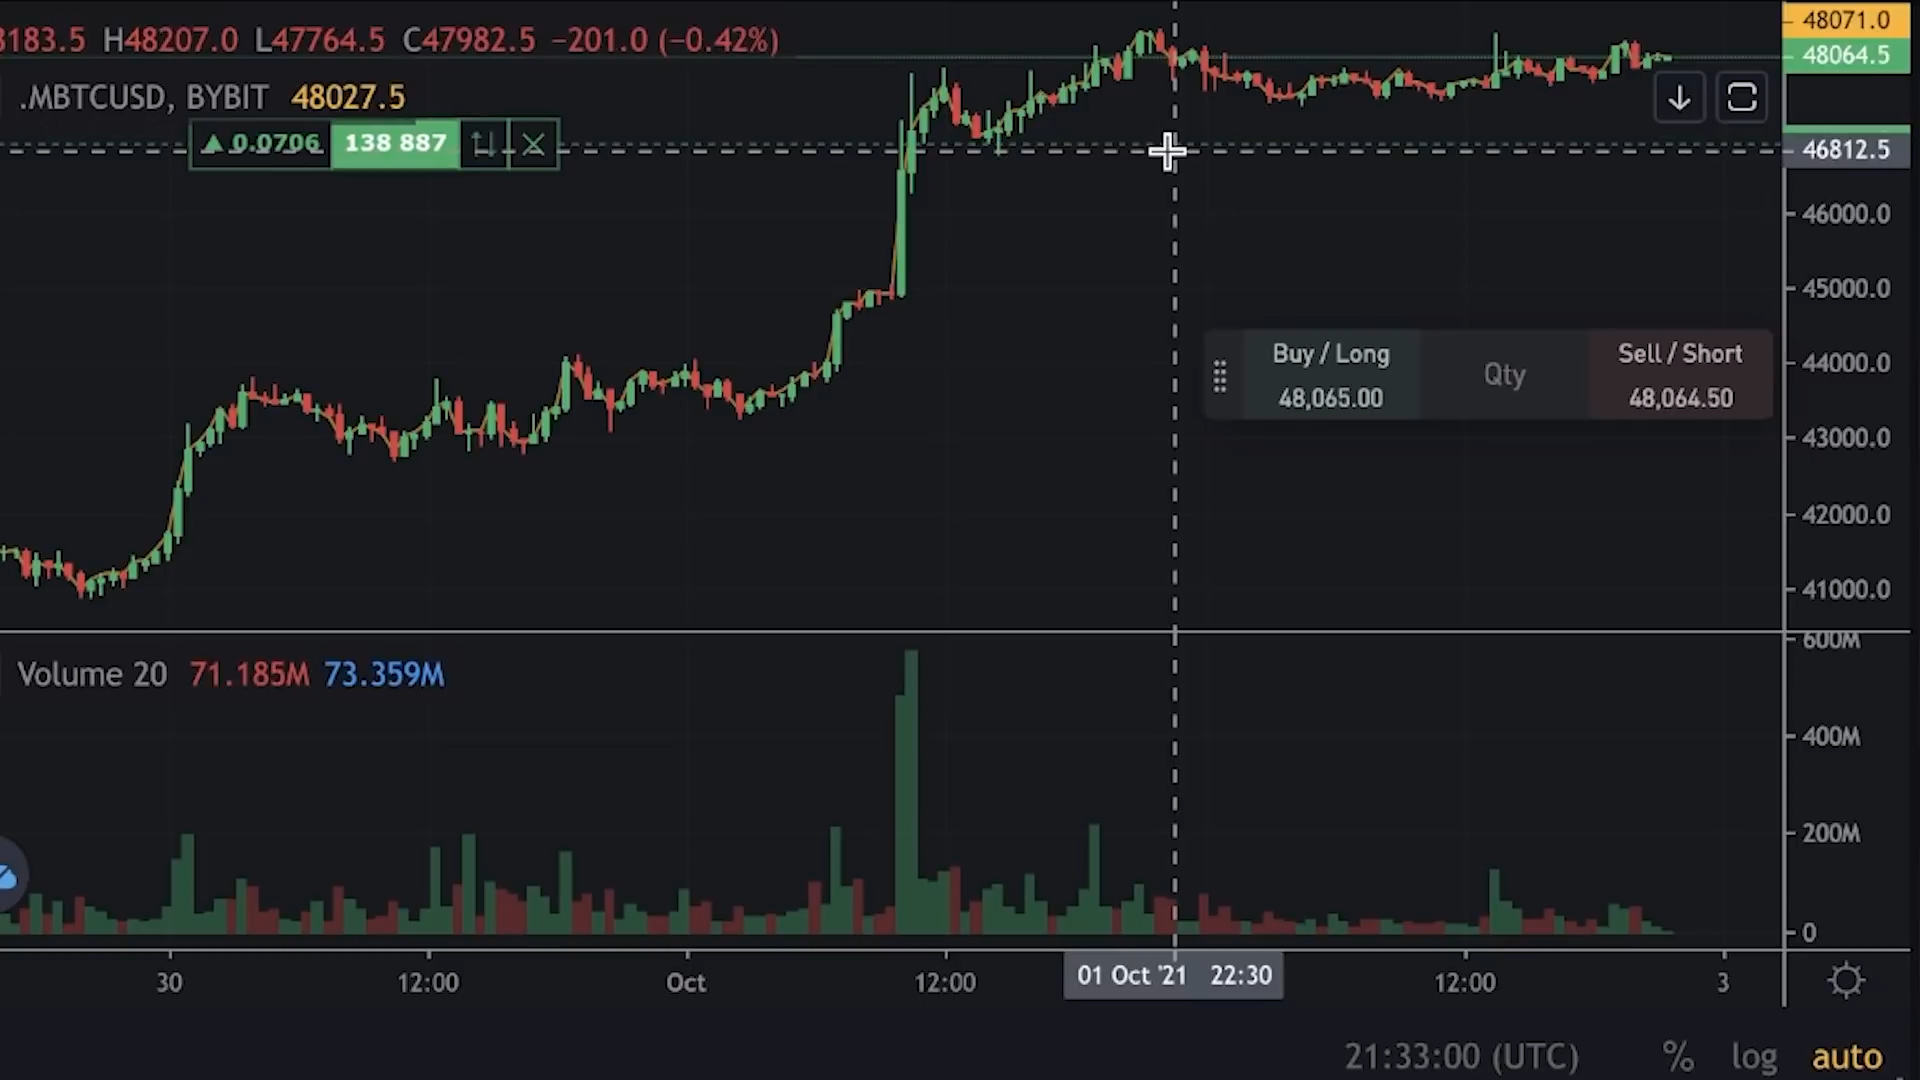 8183.5 H48207.0 L47764.5 C47982.5 −201.0 (−0.42%)
.MBTCUSD, BYBIT 48027.5
▲ 0.0706 138 887
48071.0
48064.5
46812.5
46000.0
45000.0
44000.0
43000.0
42000.0
41000.0
Buy / Long Qty Sell / Short
48,065.00 48,064.50
Volume 20 71.185M 73.359M
600M
400M
200M
0
30 12:00 Oct 12:00 01 Oct '21 22:30 12:00 3
21:33:00 (UTC) % log auto